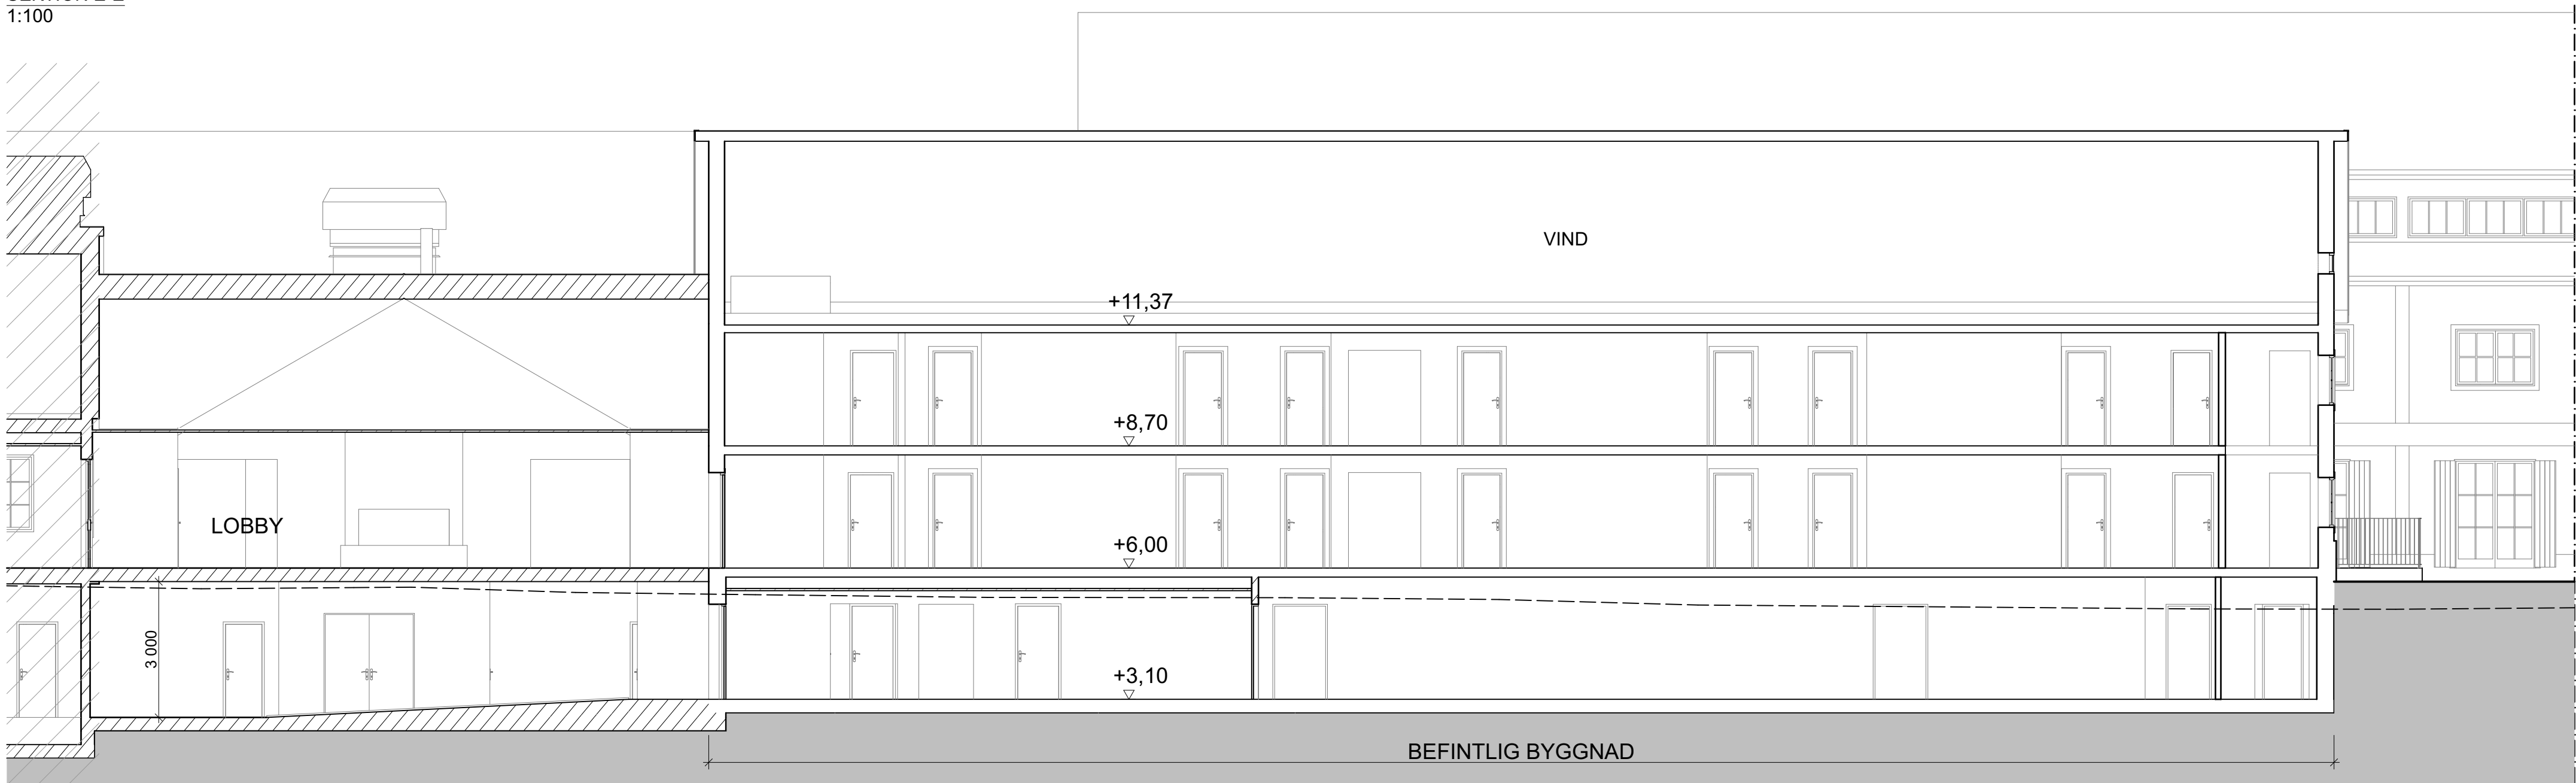 1:100
VIND
+11,37
+8,70
LOBBY
+6,00
3 000
+3,10
BEFINTLIG BYGGNAD